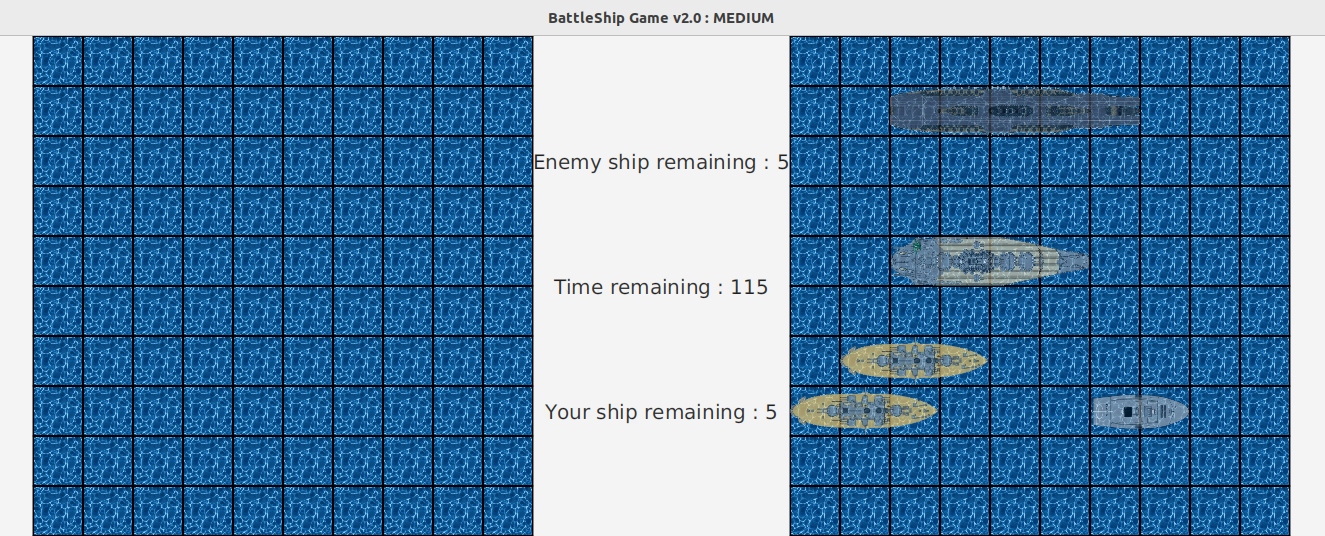 BattleShip Game v2.0 : MEDIUM
Enemy ship remaining : 5
Time remaining : 115
Your ship remaining : 5